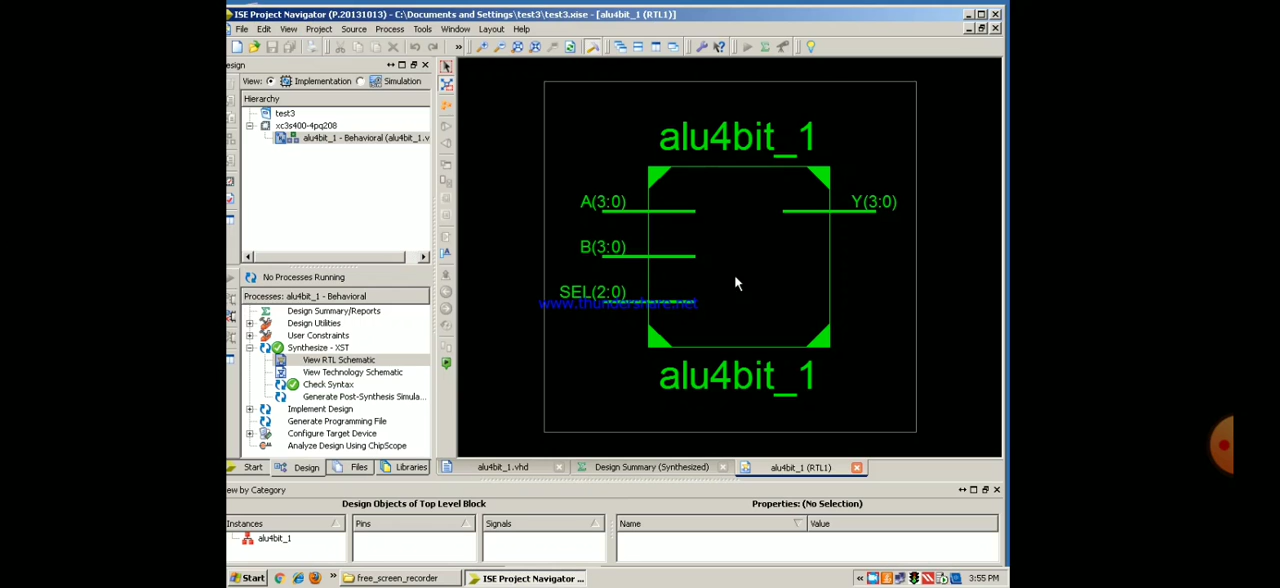 ISE Project Navigator (P.20131013) - C:\Documents and Settings\test3\test3.xise - [alu4bit_1 (RTL1)]
File Edit View Project Source Process Tools Window Layout Help
esign
View: Implementation Simulation
Hierarchy
test3
xc3s400-4pq208
alu4bit_1 - Behavioral (alu4bit_1.v
No Processes Running
Processes: alu4bit_1 - Behavioral
Design Summary/Reports
Design Utilities
User Constraints
Synthesize - XST
View RTL Schematic
View Technology Schematic
Check Syntax
Generate Post-Synthesis Simula...
Implement Design
Generate Programming File
Configure Target Device
Analyze Design Using ChipScope
Start Design Files Libraries
alu4bit_1
A(3:0)
Y(3:0)
B(3:0)
SEL(2:0)
www.thundershare.net
alu4bit_1
alu4bit_1.vhd Design Summary (Synthesized) alu4bit_1 (RTL1)
ew by Category
Design Objects of Top Level Block Properties: (No Selection)
Instances Pins Signals Name Value
alu4bit_1
Start free_screen_recorder ISE Project Navigator ... 3:55 PM